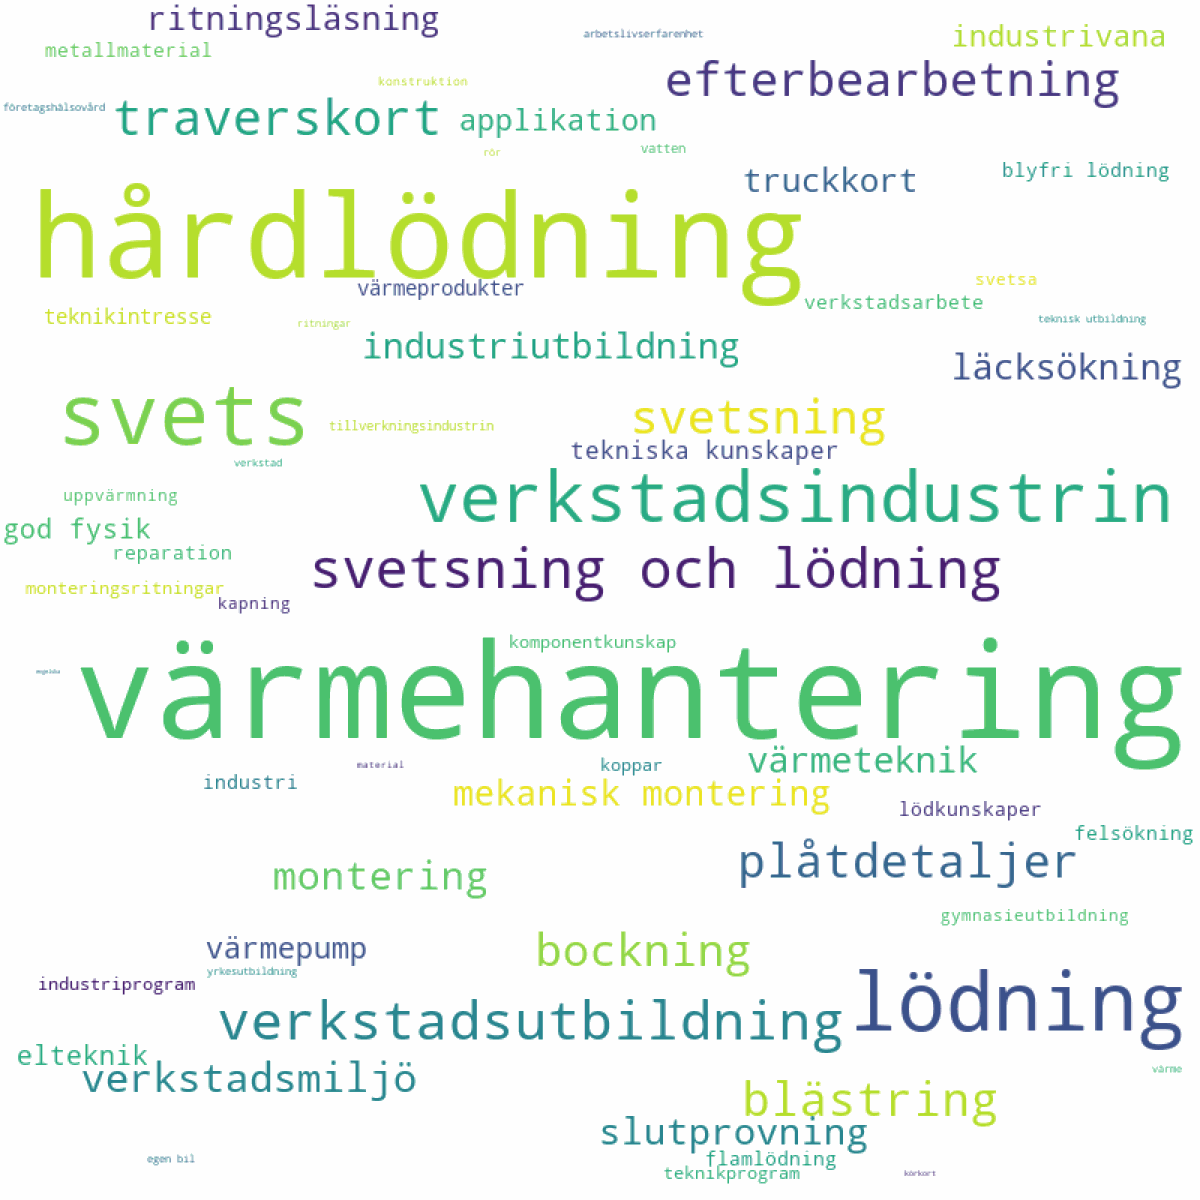 ritningsläsning
arbetslivserfarenhet
industrivana
metallmaterial
efterbearbetning
konstruktion
företagshälsovård
traverskort
applikation
rör
vatten
blyfri lödning
truckkort
hårdlödning
svetsa
värmeprodukter
verkstadsarbete
teknikintresse
ritningar
teknisk utbildning
industriutbildning
läcksökning
svets
svetsning
tillverkningsindustrin
tekniska kunskaper
verkstad
uppvärmning
verkstadsindustrin
god fysik
reparation
svetsning och lödning
monteringsritningar
kapning
komponentkunskap
värmehantering
material
koppar
värmeteknik
industri
mekanisk montering
lödkunskaper
felsökning
plåtdetaljer
montering
gymnasieutbildning
värmepump
bockning
yrkesutbildning
industriprogram
lödning
verkstadsutbildning
elteknik
värme
verkstadsmiljö
blästring
slutprovning
egen bil
flamlödning
teknikprogram
körkort